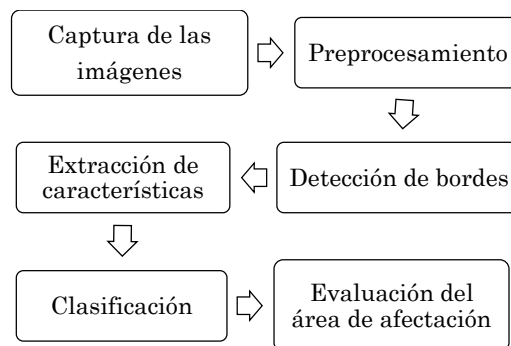 Captura de las
imágenes
Preprocesamiento
Extracción de
características
Detección de bordes
Clasificación
Evaluación del
área de afectación